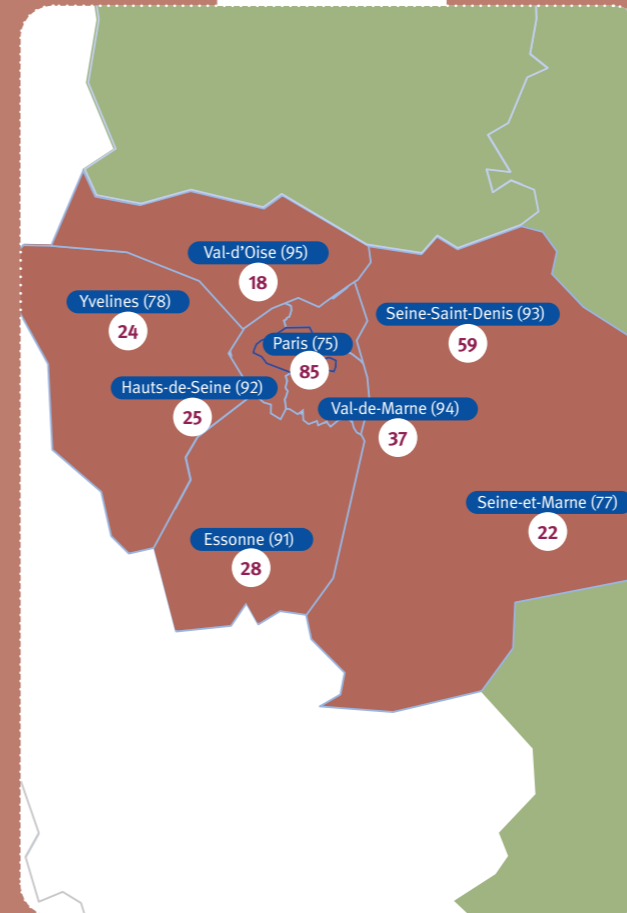 Val-d'Oise (95)
18
Yvelines (78)
24
Seine-Saint-Denis (93)
59
Paris (75)
85
Hauts-de-Seine (92)
25
Val-de-Marne (94)
37
Seine-et-Marne (77)
22
Essonne (91)
28